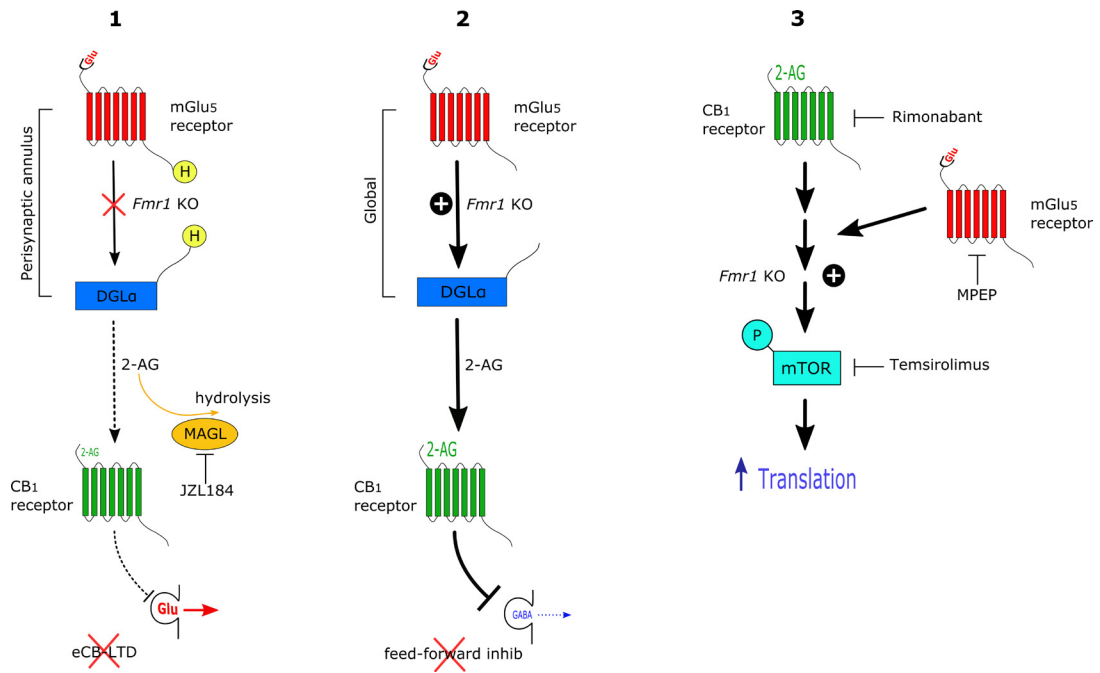 1
Glu
mGlu5
receptor
Perisynaptic annulus
H
Fmr1 KO
H
DGLα
2-AG
hydrolysis
MAGL
JZL184
2-AG
CB1
receptor
Glu
eCB-LTD
2
Glu
mGlu5
receptor
Global
+
Fmr1 KO
DGLα
2-AG
2-AG
CB1
receptor
GABA
feed-forward inhib
3
2-AG
CB1
receptor
Rimonabant
Glu
mGlu5
receptor
MPEP
Fmr1 KO
+
P
mTOR
Temsirolimus
Translation